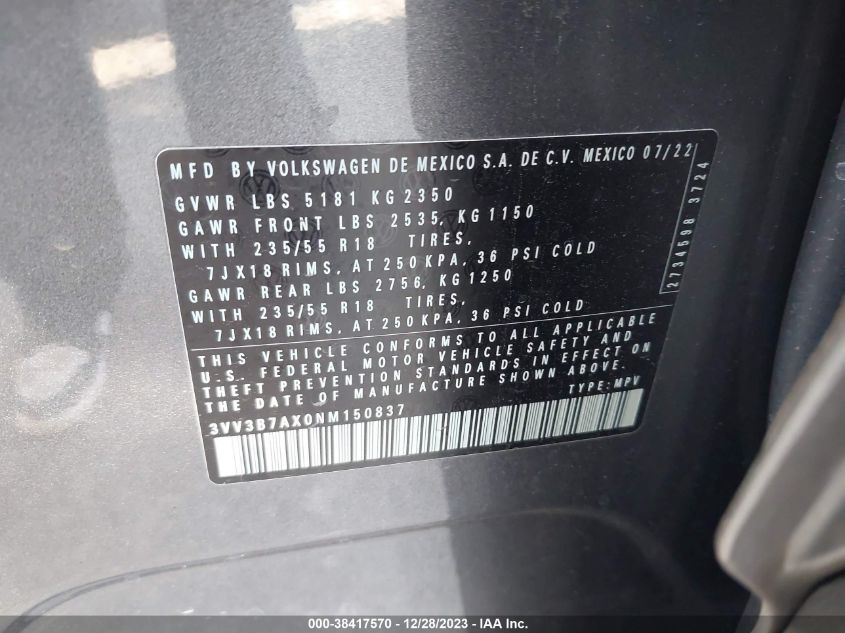 MFD BY VOLKSWAGEN DE MEXICO S.A. DE C.V. MEXICO 07/22
GVWR LBS 5181 KG 2350
GAWR FRONT LBS 2535, KG 1150
WITH 235/55 R18 TIRES,
7JX18 RIMS, AT 250 KPA, 36 PSI COLD
GAWR REAR LBS 2756, KG 1250
WITH 235/55 R18 TIRES,
7JX18 RIMS, AT 250 KPA, 36 PSI COLD
THIS VEHICLE CONFORMS TO ALL APPLICABLE
U.S. FEDERAL MOTOR VEHICLE SAFETY AND
THEFT PREVENTION STANDARDS IN EFFECT ON
THE DATE OF MANUFACTURE SHOWN ABOVE.
TYPE: MPV
3VV3B7AX0NM150837
2734598 3724
000-38417570 - 12/28/2023 - IAA Inc.